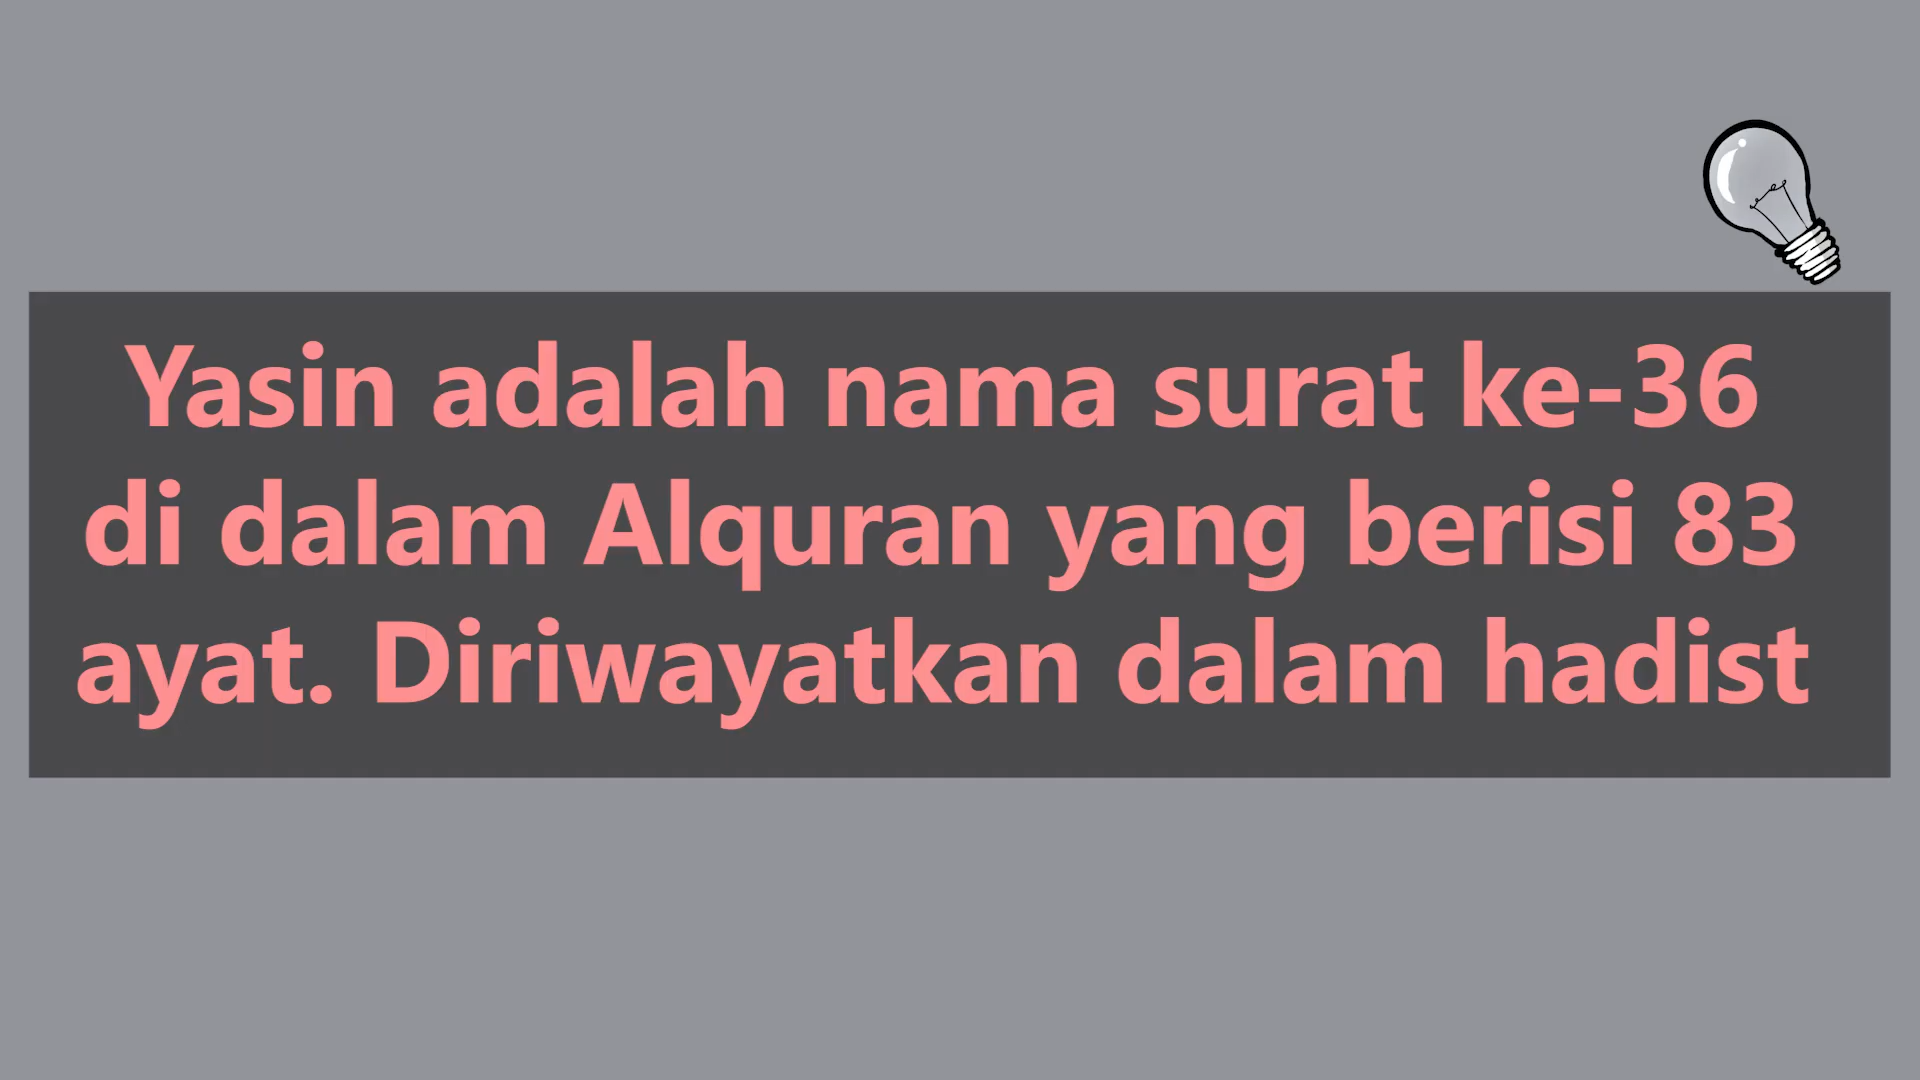 Yasin adalah nama surat ke-36
di dalam Alquran yang berisi 83
ayat. Diriwayatkan dalam hadist